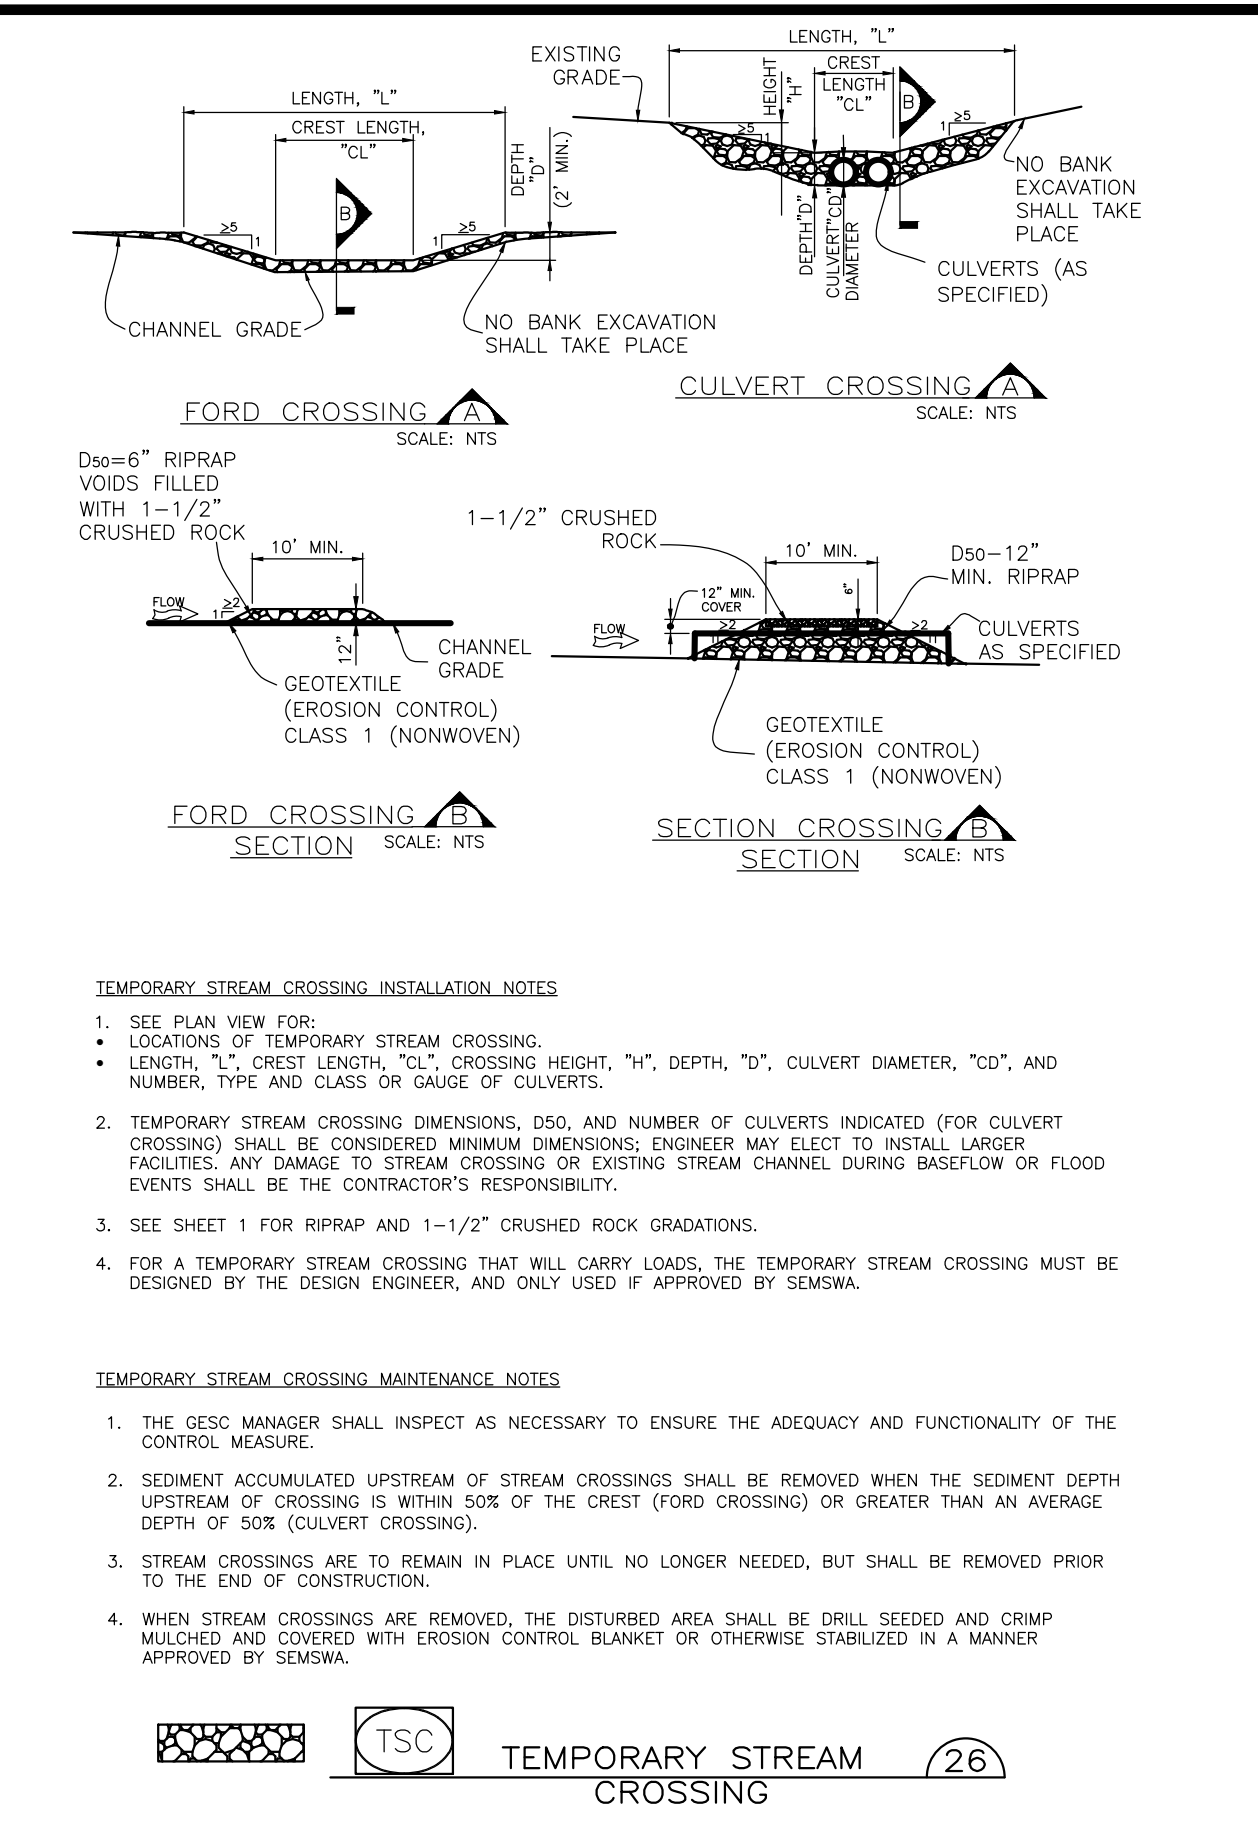 LENGTH, "L"
CREST LENGTH,
"CL"
DEPTH
"D"
(2' MIN.)
B
≥5
1
≥5
1
CHANNEL GRADE
NO BANK EXCAVATION
SHALL TAKE PLACE
FORD CROSSING A
SCALE: NTS
LENGTH, "L"
EXISTING
GRADE
HEIGHT
"H"
CREST
LENGTH
"CL"
B
≥5
1
≥5
1
NO BANK
EXCAVATION
SHALL TAKE
PLACE
DEPTH"D"
CULVERT"CD"
DIAMETER
CULVERTS (AS
SPECIFIED)
CULVERT CROSSING A
SCALE: NTS
D50=6" RIPRAP
VOIDS FILLED
WITH 1-1/2"
CRUSHED ROCK
10' MIN.
FLOW
≥2
1
12"
CHANNEL
GRADE
GEOTEXTILE
(EROSION CONTROL)
CLASS 1 (NONWOVEN)
FORD CROSSING B
SECTION
SCALE: NTS
1-1/2" CRUSHED
ROCK
10' MIN.
D50-12"
MIN. RIPRAP
12" MIN.
COVER
6"
FLOW
≥2
≥2
CULVERTS
AS SPECIFIED
GEOTEXTILE
(EROSION CONTROL)
CLASS 1 (NONWOVEN)
SECTION CROSSING B
SECTION
SCALE: NTS
TEMPORARY STREAM CROSSING INSTALLATION NOTES
1. SEE PLAN VIEW FOR:
• LOCATIONS OF TEMPORARY STREAM CROSSING.
• LENGTH, "L", CREST LENGTH, "CL", CROSSING HEIGHT, "H", DEPTH, "D", CULVERT DIAMETER, "CD", AND
NUMBER, TYPE AND CLASS OR GAUGE OF CULVERTS.
2. TEMPORARY STREAM CROSSING DIMENSIONS, D50, AND NUMBER OF CULVERTS INDICATED (FOR CULVERT
CROSSING) SHALL BE CONSIDERED MINIMUM DIMENSIONS; ENGINEER MAY ELECT TO INSTALL LARGER
FACILITIES. ANY DAMAGE TO STREAM CROSSING OR EXISTING STREAM CHANNEL DURING BASEFLOW OR FLOOD
EVENTS SHALL BE THE CONTRACTOR'S RESPONSIBILITY.
3. SEE SHEET 1 FOR RIPRAP AND 1-1/2" CRUSHED ROCK GRADATIONS.
4. FOR A TEMPORARY STREAM CROSSING THAT WILL CARRY LOADS, THE TEMPORARY STREAM CROSSING MUST BE
DESIGNED BY THE DESIGN ENGINEER, AND ONLY USED IF APPROVED BY SEMSWA.
TEMPORARY STREAM CROSSING MAINTENANCE NOTES
1. THE GESC MANAGER SHALL INSPECT AS NECESSARY TO ENSURE THE ADEQUACY AND FUNCTIONALITY OF THE
CONTROL MEASURE.
2. SEDIMENT ACCUMULATED UPSTREAM OF STREAM CROSSINGS SHALL BE REMOVED WHEN THE SEDIMENT DEPTH
UPSTREAM OF CROSSING IS WITHIN 50% OF THE CREST (FORD CROSSING) OR GREATER THAN AN AVERAGE
DEPTH OF 50% (CULVERT CROSSING).
3. STREAM CROSSINGS ARE TO REMAIN IN PLACE UNTIL NO LONGER NEEDED, BUT SHALL BE REMOVED PRIOR
TO THE END OF CONSTRUCTION.
4. WHEN STREAM CROSSINGS ARE REMOVED, THE DISTURBED AREA SHALL BE DRILL SEEDED AND CRIMP
MULCHED AND COVERED WITH EROSION CONTROL BLANKET OR OTHERWISE STABILIZED IN A MANNER
APPROVED BY SEMSWA.
TSC
TEMPORARY STREAM
CROSSING
26